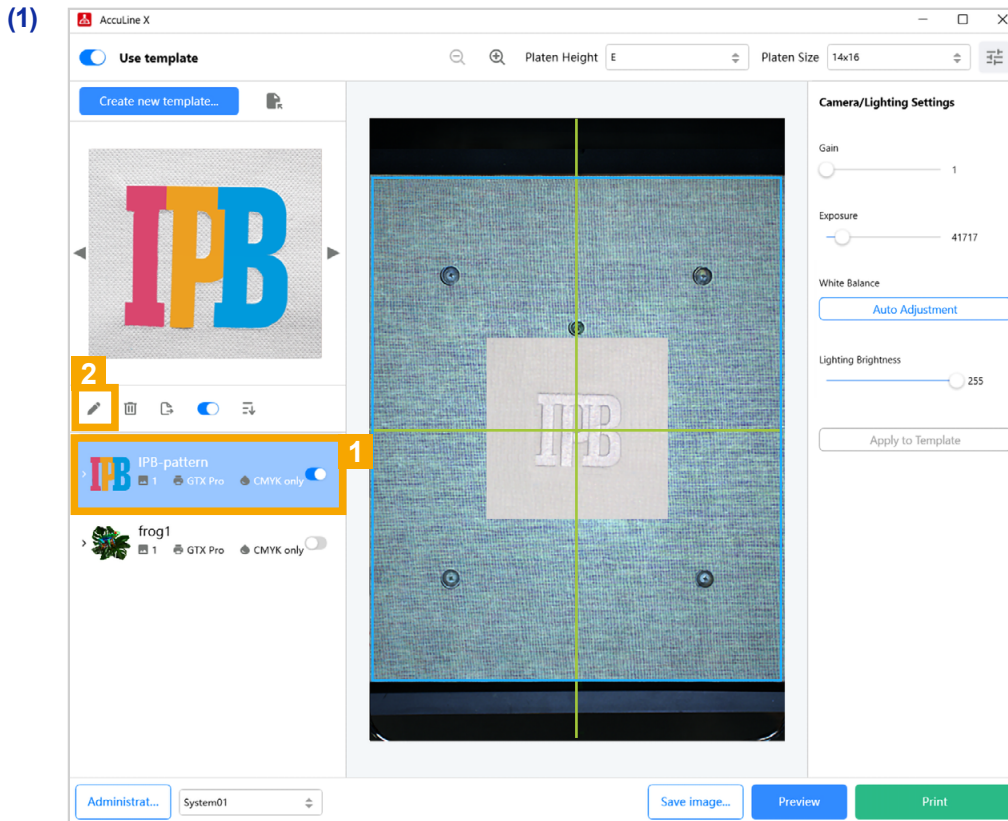 (1)
AccuLine X
Use template
Platen Height E
Platen Size 14x16
Create new template...
Camera/Lighting Settings
Gain
1
IPB
Exposure
41717
White Balance
Auto Adjustment
Lighting Brightness
255
2
Apply to Template
1
IPB
IPB IPB-pattern
1 GTX Pro CMYK only
frog1
1 GTX Pro CMYK only
Administrat...
System01
Save image...
Preview
Print